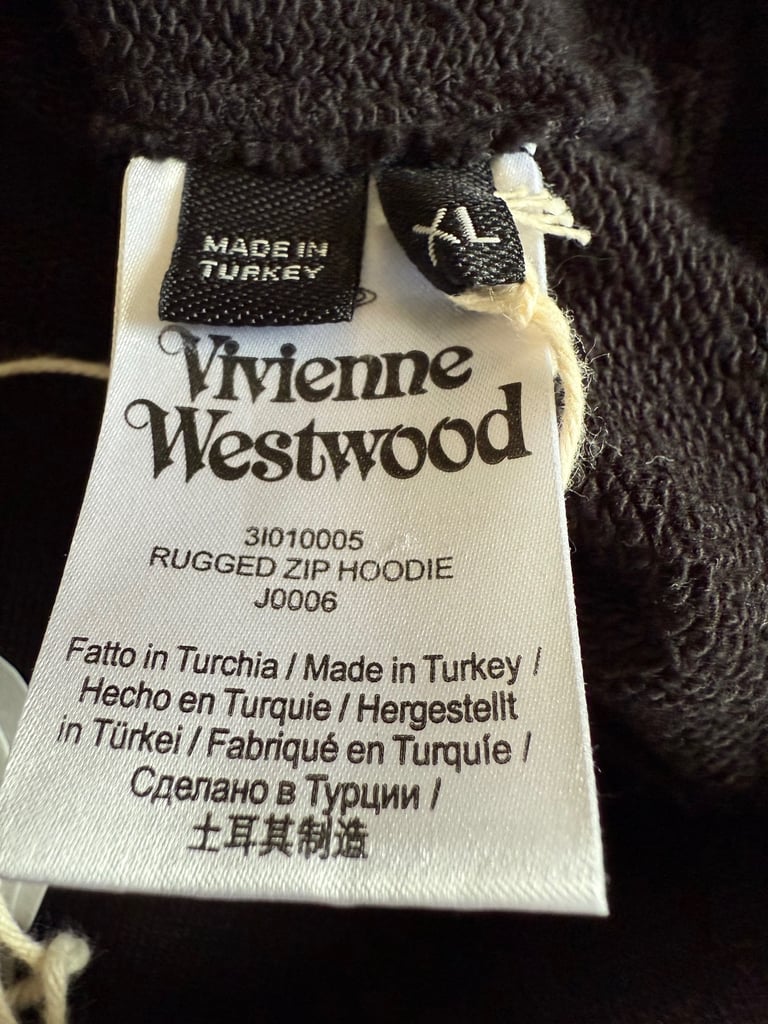 MADE IN
TURKEY
XL
Vivienne
Westwood
3I010005
RUGGED ZIP HOODIE
J0006
Fatto in Turchia / Made in Turkey /
Hecho en Turquie / Hergestellt
in Türkei / Fabriqué en Turquie /
Сделано в Турции /
土耳其制造